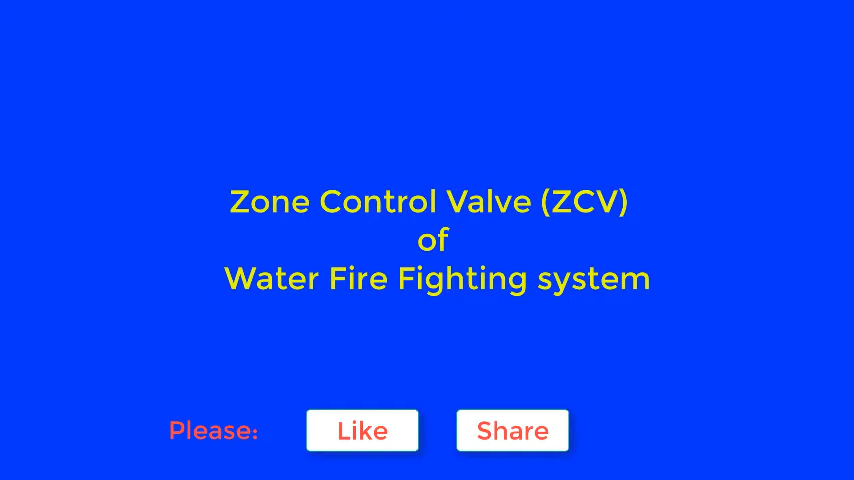 Zone Control Valve (ZCV)
of
Water Fire Fighting system
Please: Like Share